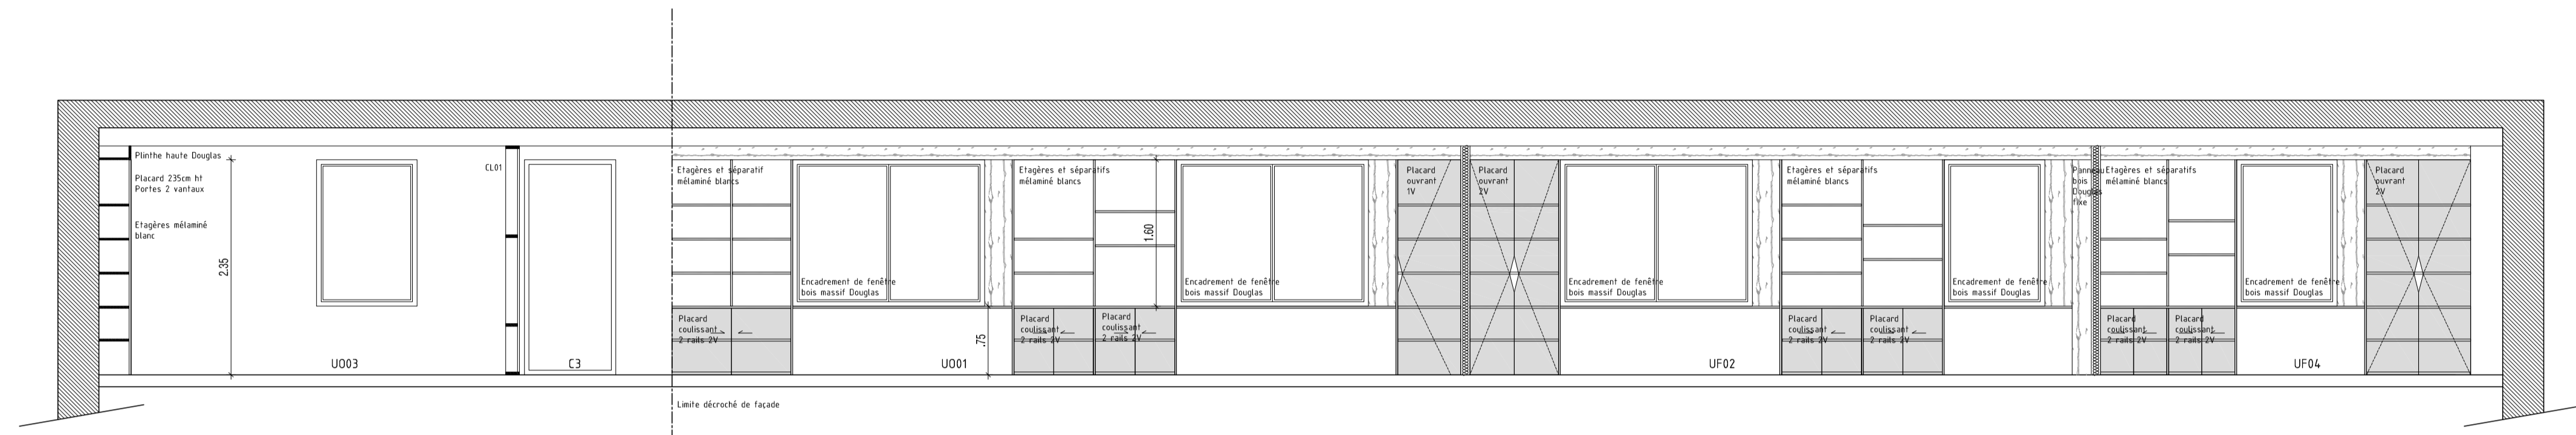 Plinthe haute Douglas
Placard 235cm ht
Portes 2 vantaux
Etagères mélaminé
blanc
2.35
UO03
CL01
C3
Etagères et séparatif
mélaminé blancs
Placard
coulissant
2 rails 2V
Limite décroché de façade
Encadrement de fenêtre
bois massif Douglas
UO01
.75
Etagères et séparatifs
mélaminé blancs
Placard
coulissant
2 rails 2V
Placard
coulissant
2 rails 2V
1.60
Encadrement de fenêtre
bois massif Douglas
Placard
ouvrant
1V
Placard
ouvrant
2V
Encadrement de fenêtre
bois massif Douglas
UF02
Etagères et séparatifs
mélaminé blancs
Placard
coulissant
2 rails 2V
Placard
coulissant
2 rails 2V
Encadrement de fenêtre
bois massif Douglas
Panneau
bois
Douglas
fixe
Etagères et séparatifs
mélaminé blancs
Placard
coulissant
2 rails 2V
Placard
coulissant
2 rails 2V
Encadrement de fenêtre
bois massif Douglas
UF04
Placard
ouvrant
2V